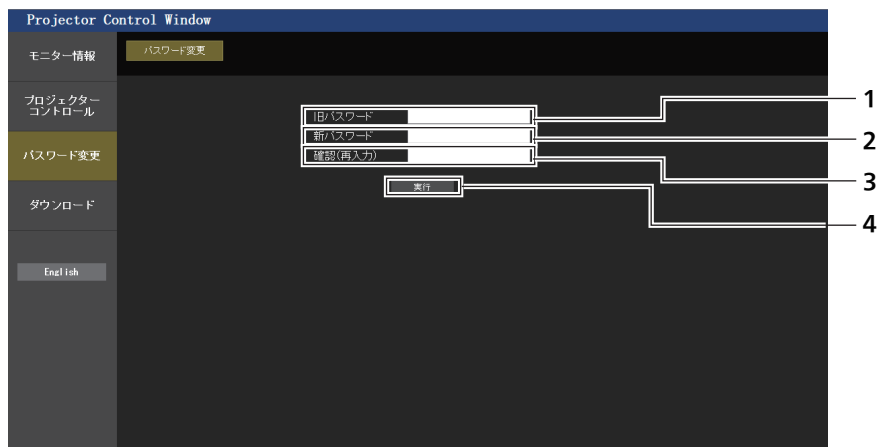 Projector Control Window
モニター情報
パスワード変更
プロジェクター
コントロール
パスワード変更
ダウンロード
English
旧パスワード
新パスワード
確認(再入力)
実行
1
2
3
4